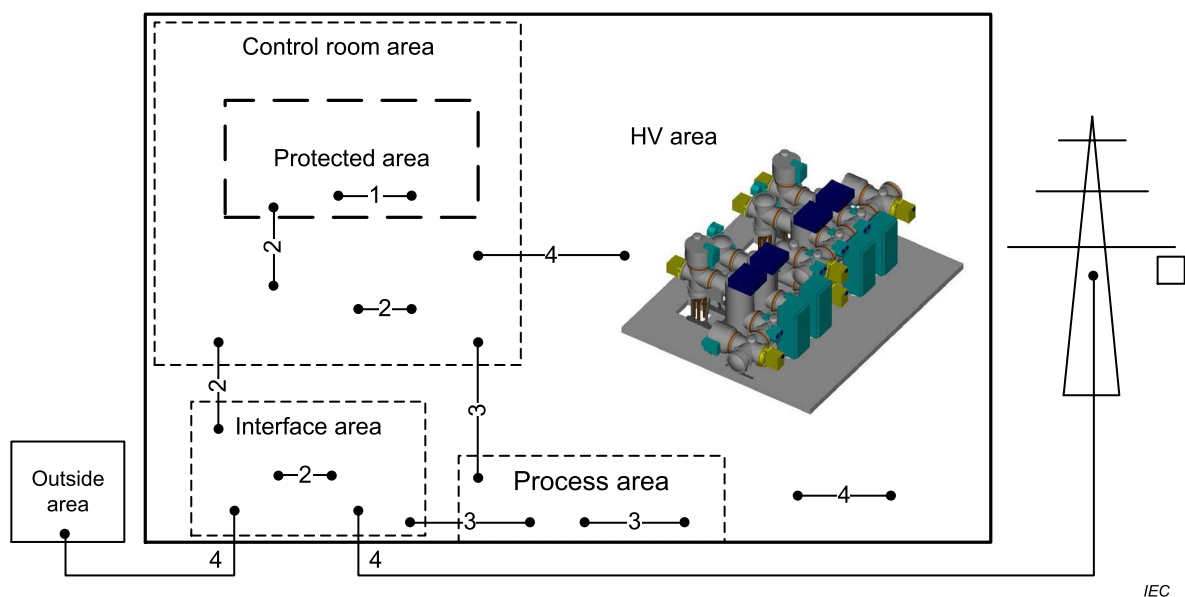 Control room area
HV area
Protected area
1
2
4
2
2
3
Interface area
2
Process area
Outside
area
3
3
4
4
4
IEC